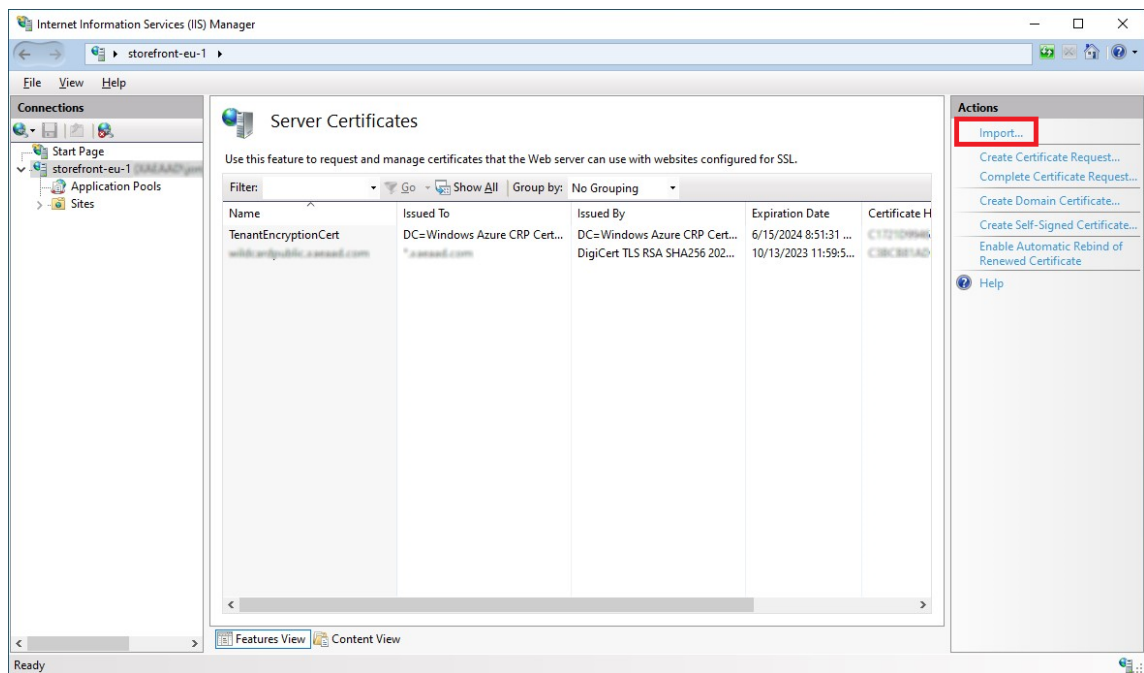 Internet Information Services (IIS) Manager
storefront-eu-1
File View Help
Connections
Start Page
storefront-eu-1
Application Pools
Sites
Server Certificates
Use this feature to request and manage certificates that the Web server can use with websites configured for SSL.
Filter: Go Show All Group by: No Grouping
Name Issued To Issued By Expiration Date Certificate H
TenantEncryptionCert DC=Windows Azure CRP Cert... DC=Windows Azure CRP Cert... 6/15/2024 8:51:31 ...
DigiCert TLS RSA SHA256 202... 10/13/2023 11:59:5...
Features View Content View
Actions
Import...
Create Certificate Request...
Complete Certificate Request...
Create Domain Certificate...
Create Self-Signed Certificate...
Enable Automatic Rebind of
Renewed Certificate
Help
Ready